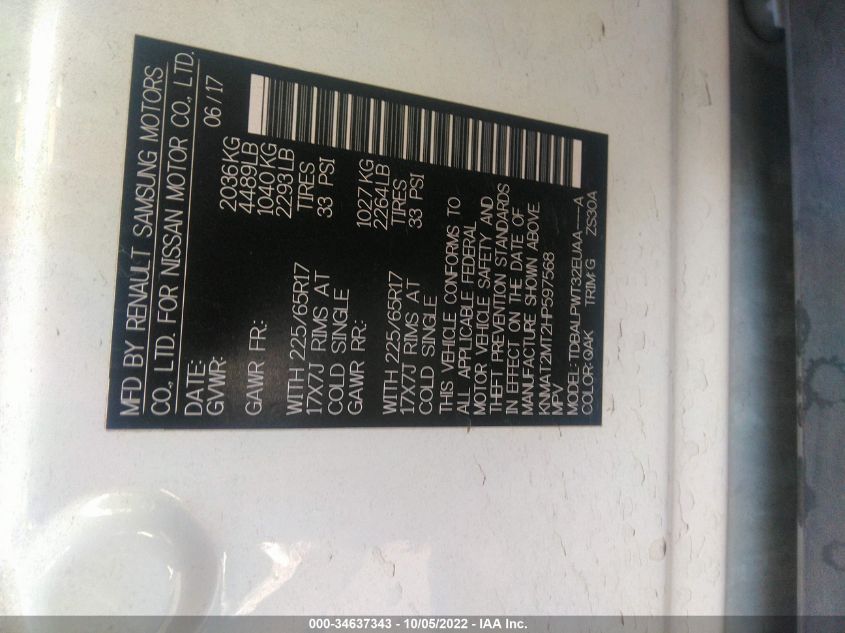 MFD BY RENAULT SAMSUNG MOTORS
CO., LTD. FOR NISSAN MOTOR CO., LTD.
DATE: 06/17
GVWR: 2036KG
4489LB
GAWR FR: 1040 KG
2293LB
WITH 225/65R17 TIRES
17X7J RIMS AT 33 PSI
COLD SINGLE
GAWR RR: 1027KG
2264LB
WITH 225/65R17 TIRES
17X7J RIMS AT 33 PSI
COLD SINGLE
THIS VEHICLE CONFORMS TO
ALL APPLICABLE FEDERAL
MOTOR VEHICLE SAFETY AND
THEFT PREVENTION STANDARDS
IN EFFECT ON THE DATE OF
MANUFACTURE SHOWN ABOVE.
KNMAT2MT2HP597568
MPV
MODEL: TDBALPWT32EUAA----A
COLOR: QAK TRIM: G ZS30A
000-34637343 - 10/05/2022 - IAA Inc.